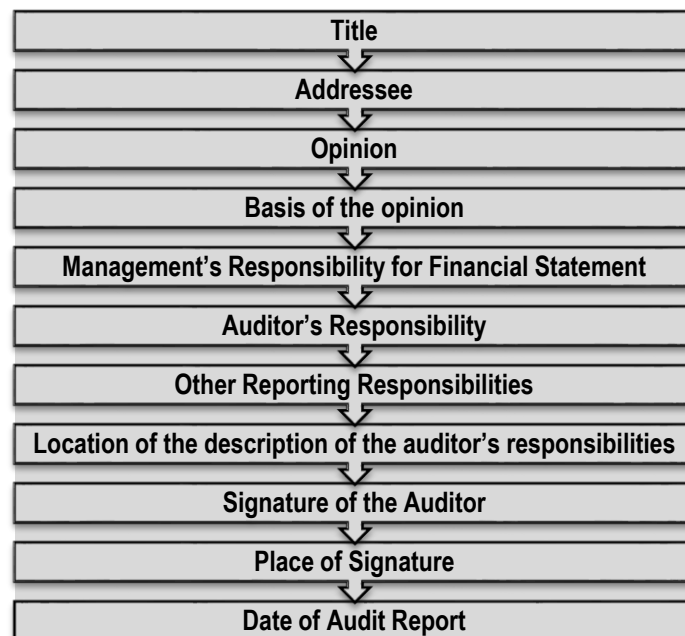 Title
Addressee
Opinion
Basis of the opinion
Management’s Responsibility for Financial Statement
Auditor’s Responsibility
Other Reporting Responsibilities
Location of the description of the auditor’s responsibilities
Signature of the Auditor
Place of Signature
Date of Audit Report